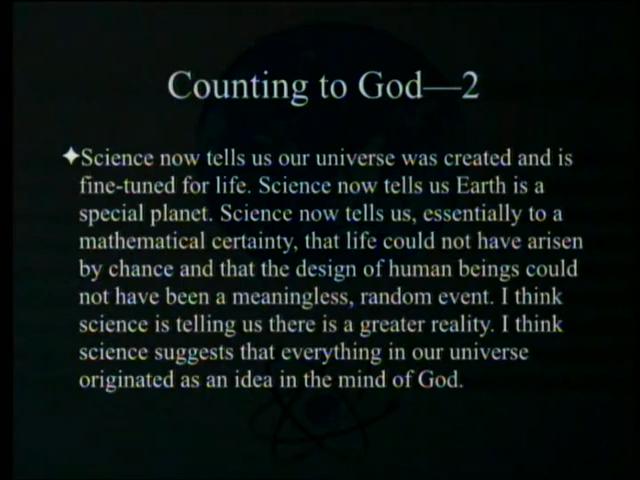 Counting to God—2
✦Science now tells us our universe was created and is
fine-tuned for life. Science now tells us Earth is a
special planet. Science now tells us, essentially to a
mathematical certainty, that life could not have arisen
by chance and that the design of human beings could
not have been a meaningless, random event. I think
science is telling us there is a greater reality. I think
science suggests that everything in our universe
originated as an idea in the mind of God.